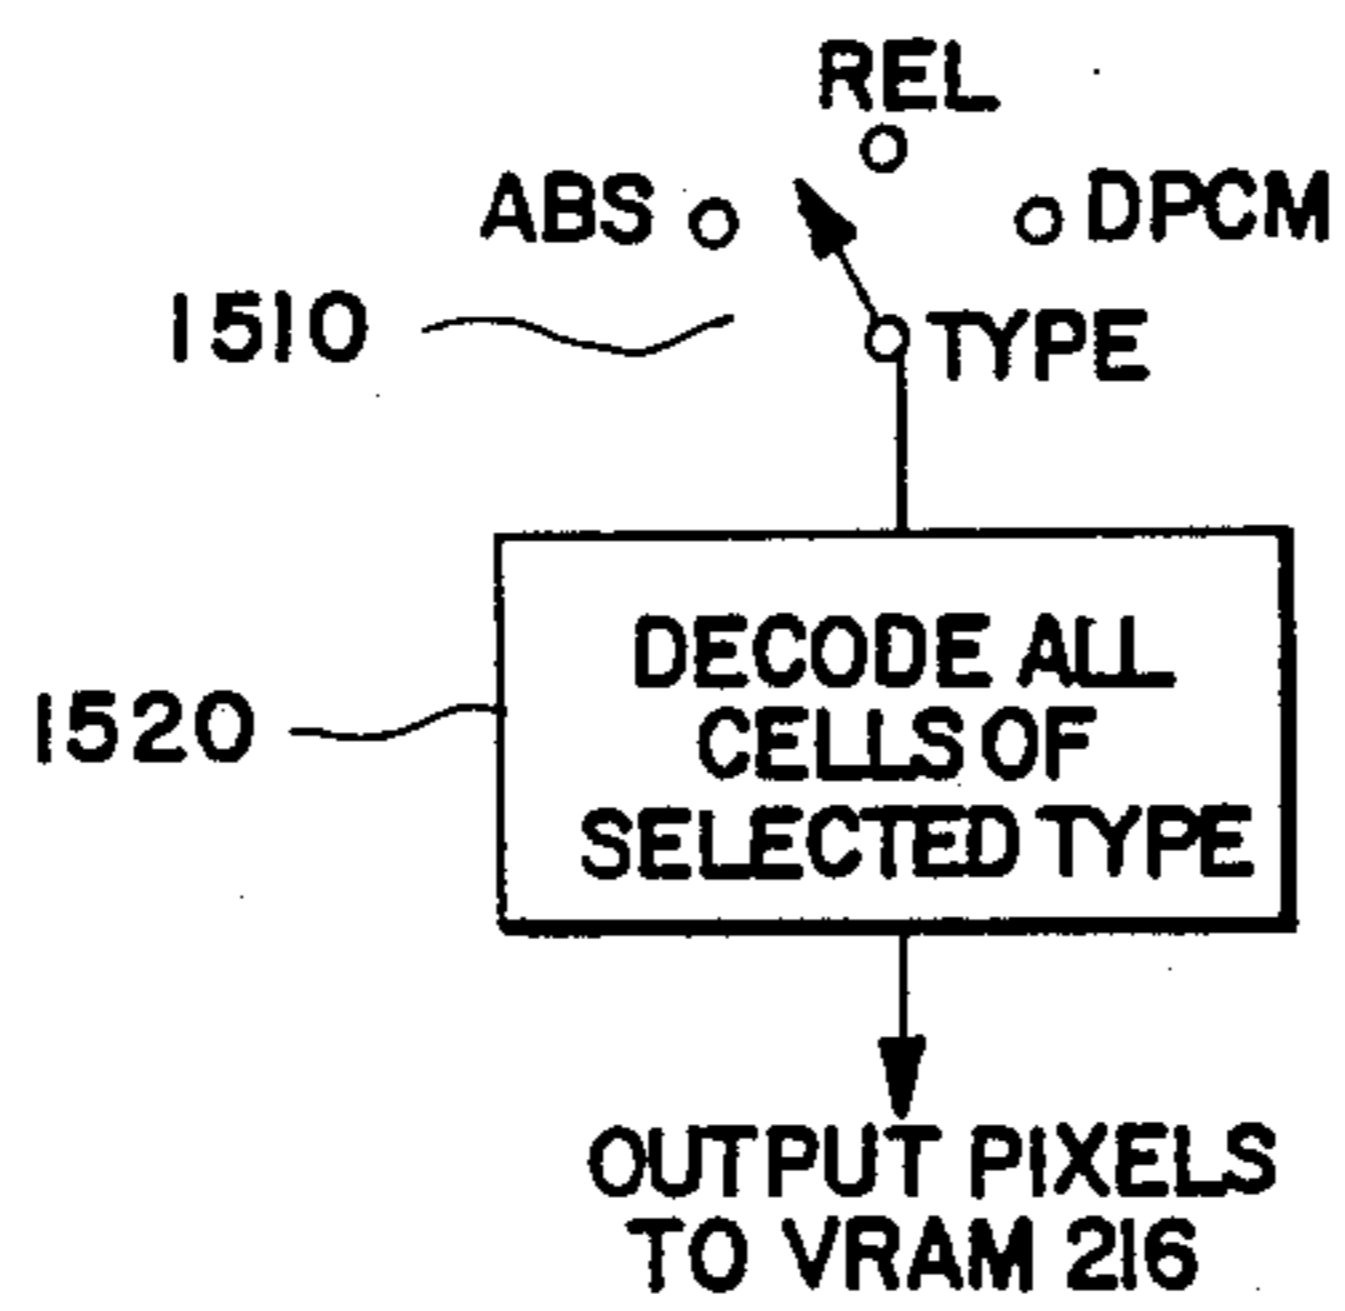 REL
ABS
DPCM
1510
TYPE
DECODE ALL
CELLS OF
SELECTED TYPE
1520
OUTPUT PIXELS
TO VRAM 216